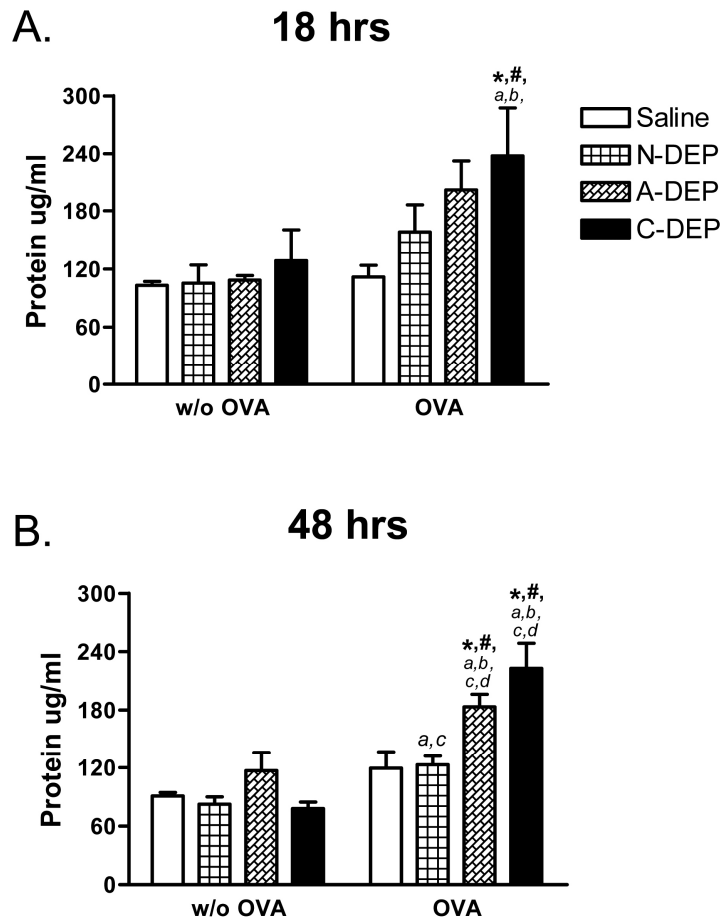 A.
18 hrs
*,#,
a,b,
300
240
180
120
60
0
Protein ug/ml
w/o OVA
OVA
Saline
N-DEP
A-DEP
C-DEP
B.
48 hrs
*,#,
a,b,
c,d
*,#,
a,b,
c,d
a,c
300
240
180
120
60
0
Protein ug/ml
w/o OVA
OVA